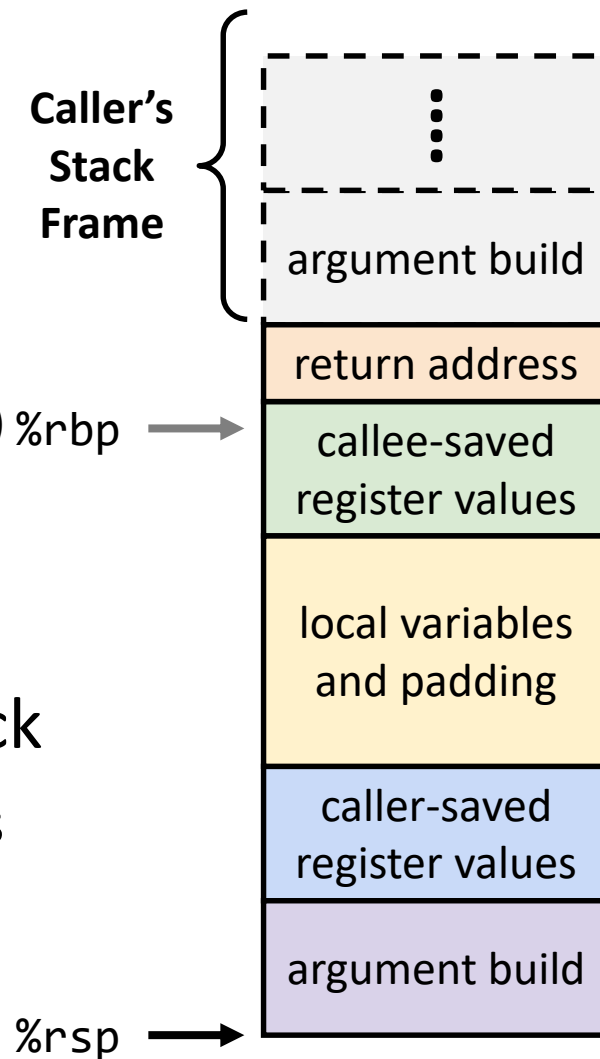 Caller’s
Stack
Frame
⋮
argument build
return address
) %rbp
callee-saved
register values
local variables
and padding
ck
s
caller-saved
register values
argument build
%rsp